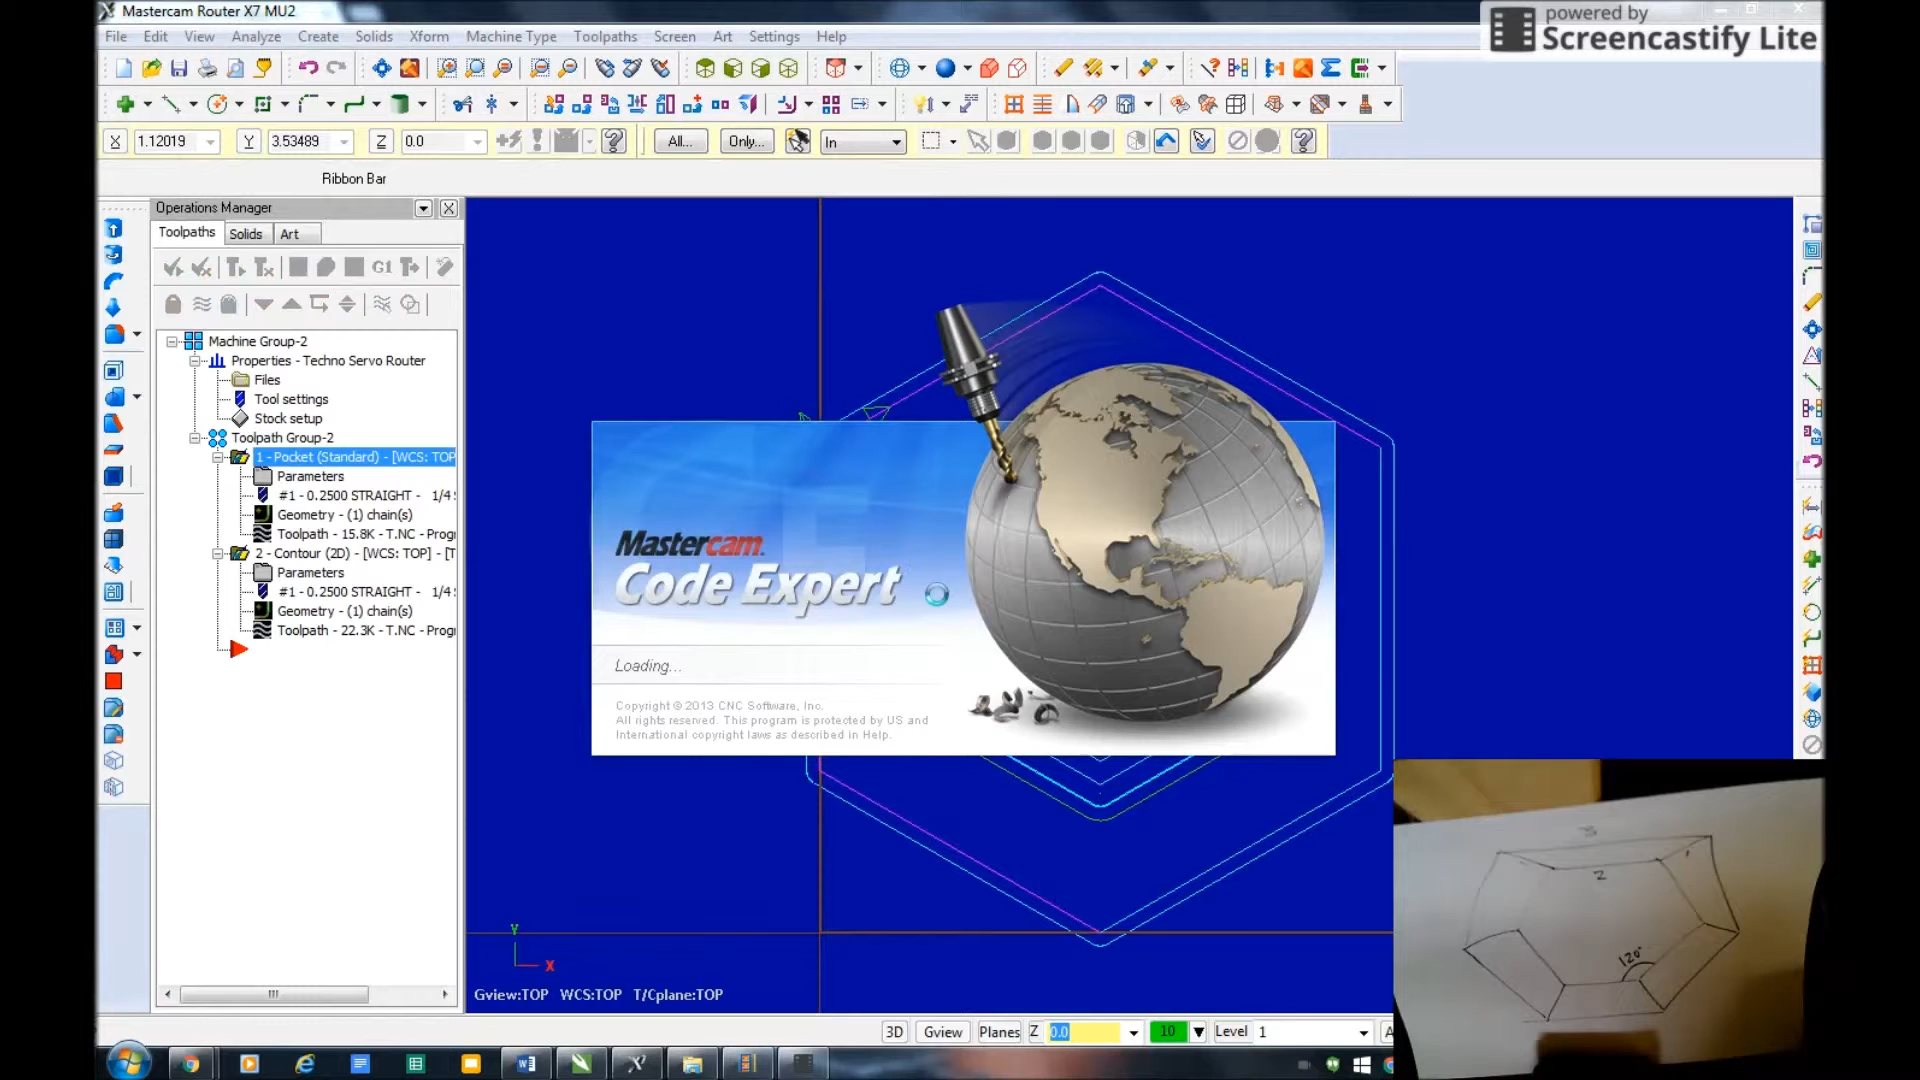 Mastercam Router X7 MU2
powered by
Screencastify Lite
File Edit View Analyze Create Solids Xform Machine Type Toolpaths Screen Art Settings Help
X 1.12019 Y 3.53489 Z 0.0 All... Only... In
Ribbon Bar
Operations Manager
Toolpaths Solids Art
G1
Machine Group-2
Properties - Techno Servo Router
Files
Tool settings
Stock setup
Toolpath Group-2
1 - Pocket (Standard) - [WCS: TOP
Parameters
#1 - 0.2500 STRAIGHT - 1/4
Geometry - (1) chain(s)
Toolpath - 15.8K - T.NC - Progr
2 - Contour (2D) - [WCS: TOP] - [T
Parameters
#1 - 0.2500 STRAIGHT - 1/4
Geometry - (1) chain(s)
Toolpath - 22.3K - T.NC - Progr
Mastercam.
Code Expert
Loading...
Copyright © 2013 CNC Software, Inc.
All rights reserved. This program is protected by US and
International copyright laws as described in Help.
Y
X
Gview:TOP WCS:TOP T/Cplane:TOP
3D Gview Planes Z 0.0 10 Level 1 A
3
1
2
120°